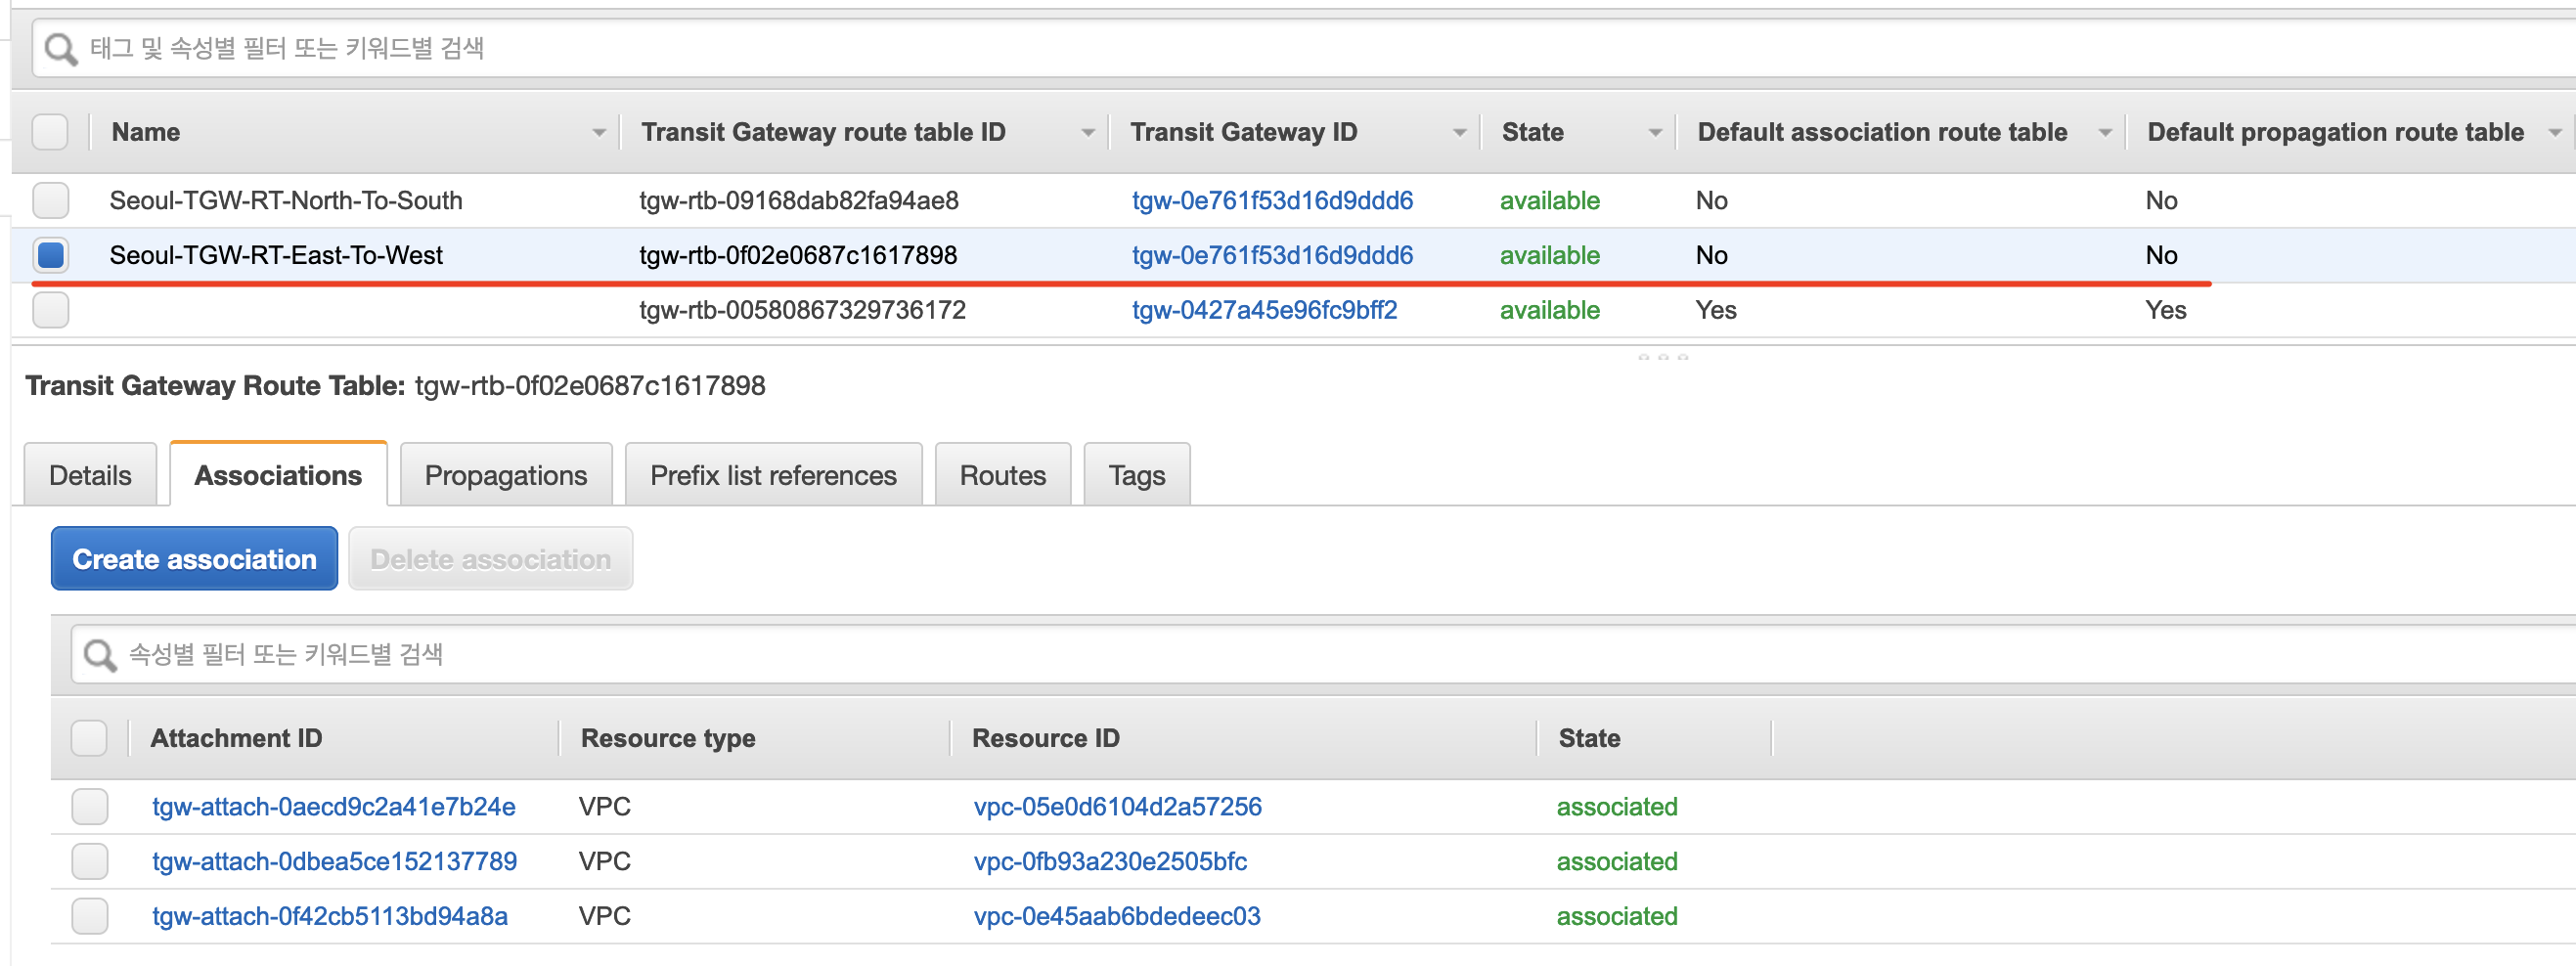 태그 및 속성별 필터 또는 키워드별 검색
Name Transit Gateway route table ID Transit Gateway ID State Default association route table Default propagation route table
Seoul-TGW-RT-North-To-South tgw-rtb-09168dab82fa94ae8 tgw-0e761f53d16d9ddd6 available No No
Seoul-TGW-RT-East-To-West tgw-rtb-0f02e0687c1617898 tgw-0e761f53d16d9ddd6 available No No
tgw-rtb-00580867329736172 tgw-0427a45e96fc9bff2 available Yes Yes
Transit Gateway Route Table: tgw-rtb-0f02e0687c1617898
Details Associations Propagations Prefix list references Routes Tags
Create association Delete association
속성별 필터 또는 키워드별 검색
Attachment ID Resource type Resource ID State
tgw-attach-0aecd9c2a41e7b24e VPC vpc-05e0d6104d2a57256 associated
tgw-attach-0dbea5ce152137789 VPC vpc-0fb93a230e2505bfc associated
tgw-attach-0f42cb5113bd94a8a VPC vpc-0e45aab6bdedeec03 associated